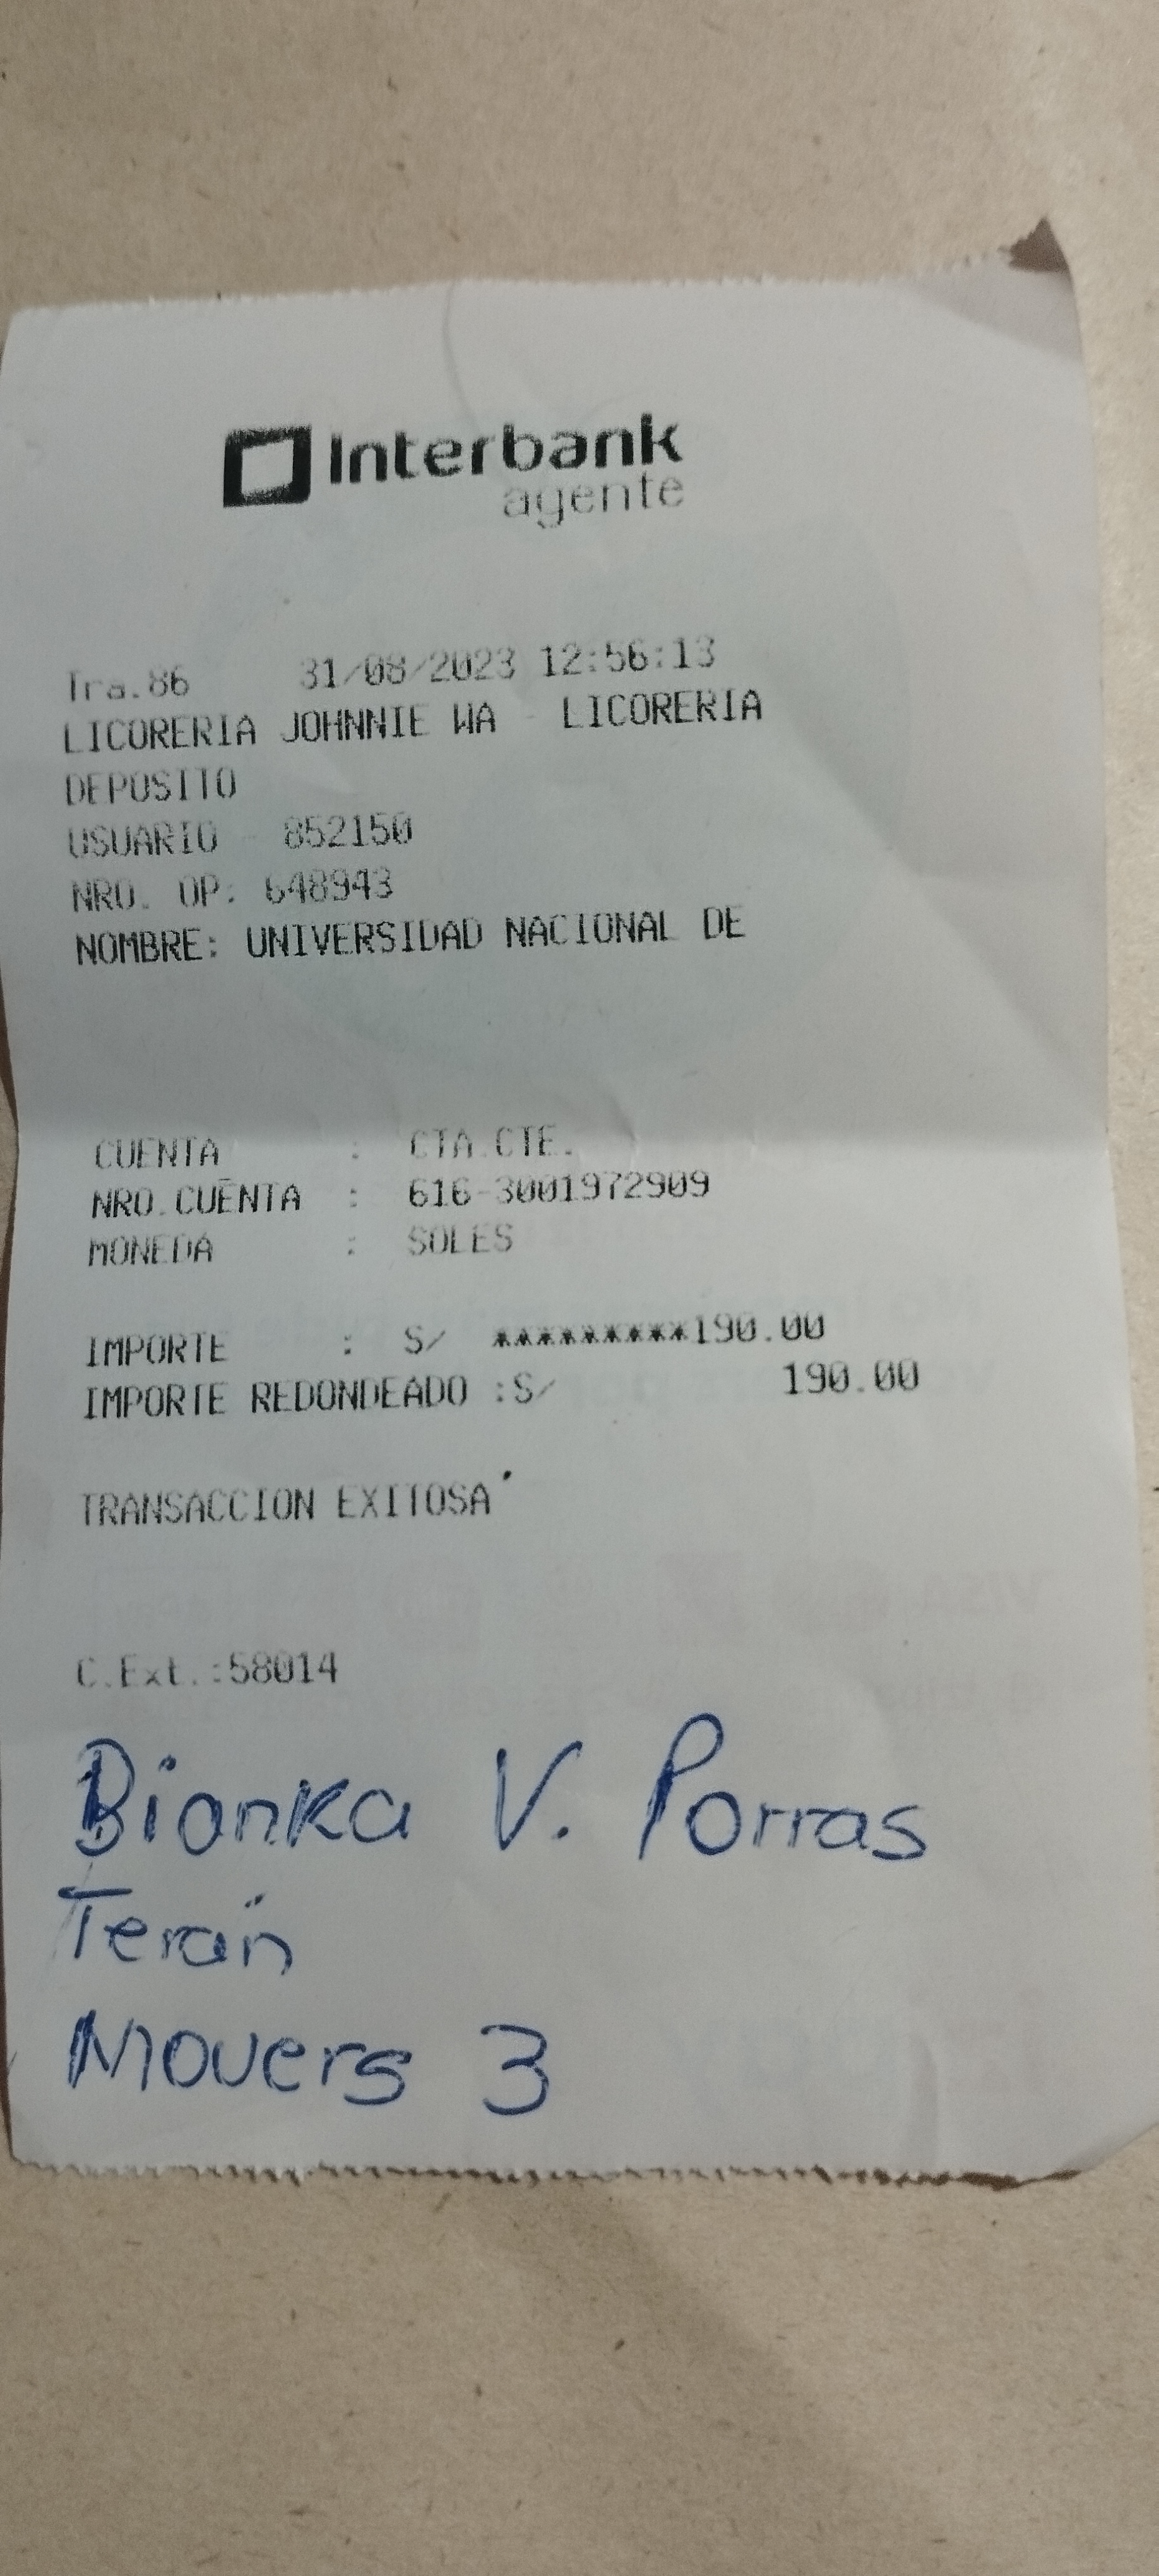 Interbank
agente
Tra.86 31/08/2023 12:56:13
LICORERIA JOHNNIE WA - LICORERIA
DEPOSITO
USUARIO - 852150
NRO. OP: 648943
NOMBRE: UNIVERSIDAD NACIONAL DE
CUENTA : CTA.CTE.
NRO.CUENTA : 616-3001972909
MONEDA : SOLES
IMPORTE : S/ *********190.00
IMPORTE REDONDEADO :S/ 190.00
TRANSACCION EXITOSA
C.Ext.:58014
Bianka V. Porras
Terán
Movers 3